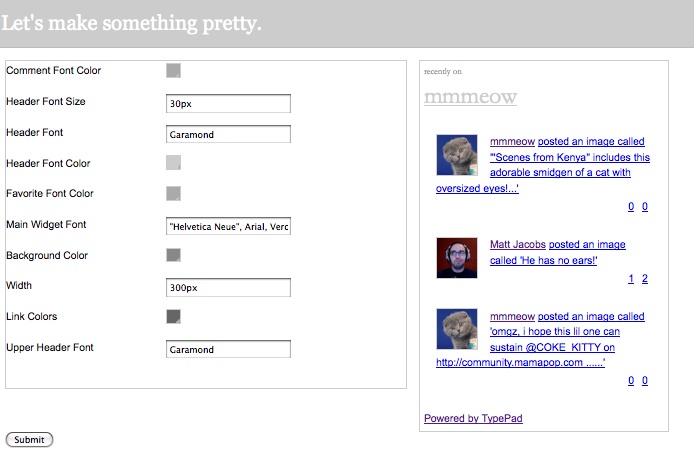 Let's make something pretty.
Comment Font Color
Header Font Size
30px
Header Font
Garamond
Header Font Color
Favorite Font Color
Main Widget Font
"Helvetica Neue", Arial, Verd
Background Color
Width
300px
Link Colors
Upper Header Font
Garamond
Submit
recently on
mmmeow
mmmeow posted an image called
'"Scenes from Kenya" includes this
adorable smidgen of a cat with
oversized eyes!...'
0 0
Matt Jacobs posted an image
called 'He has no ears!'
1 2
mmmeow posted an image called
'omgz, i hope this lil one can
sustain @COKE_KITTY on
http://community.mamapop.com ......'
0 0
Powered by TypePad